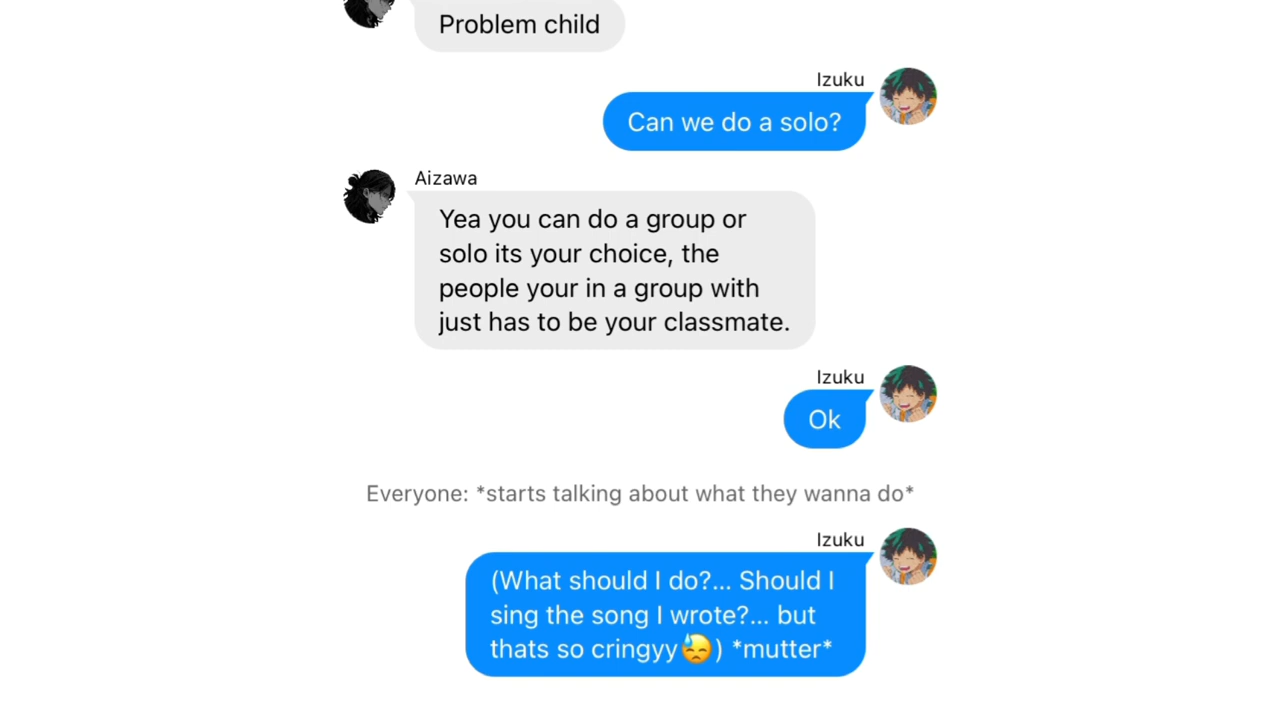 Problem child
Izuku
Can we do a solo?
Aizawa
Yea you can do a group or
solo its your choice, the
people your in a group with
just has to be your classmate.
Izuku
Ok
Everyone: *starts talking about what they wanna do*
Izuku
(What should I do?... Should I
sing the song I wrote?... but
thats so cringyy😓) *mutter*